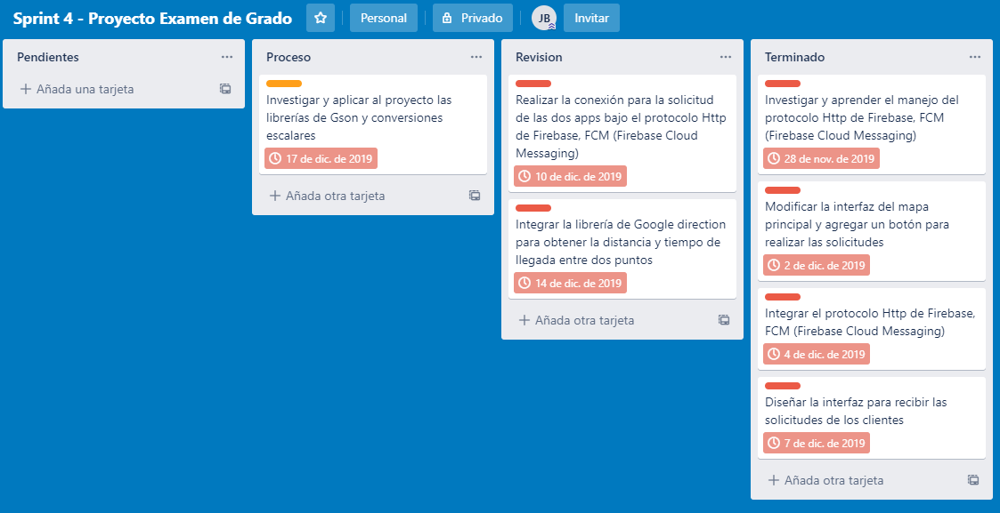 Sprint 4 - Proyecto Examen de Grado
Personal
Privado
JB
Invitar
Pendientes
Añada una tarjeta
Proceso
Investigar y aplicar al proyecto las
librerías de Gson y conversiones
escalares
17 de dic. de 2019
Añada otra tarjeta
Revision
Realizar la conexión para la solicitud
de las dos apps bajo el protocolo Http
de Firebase, FCM (Firebase Cloud
Messaging)
10 de dic. de 2019
Integrar la librería de Google direction
para obtener la distancia y tiempo de
llegada entre dos puntos
14 de dic. de 2019
Añada otra tarjeta
Terminado
Investigar y aprender el manejo del
protocolo Http de Firebase, FCM
(Firebase Cloud Messaging)
28 de nov. de 2019
Modificar la interfaz del mapa
principal y agregar un botón para
realizar las solicitudes
2 de dic. de 2019
Integrar el protocolo Http de Firebase,
FCM (Firebase Cloud Messaging)
4 de dic. de 2019
Diseñar la interfaz para recibir las
solicitudes de los clientes
7 de dic. de 2019
Añada otra tarjeta